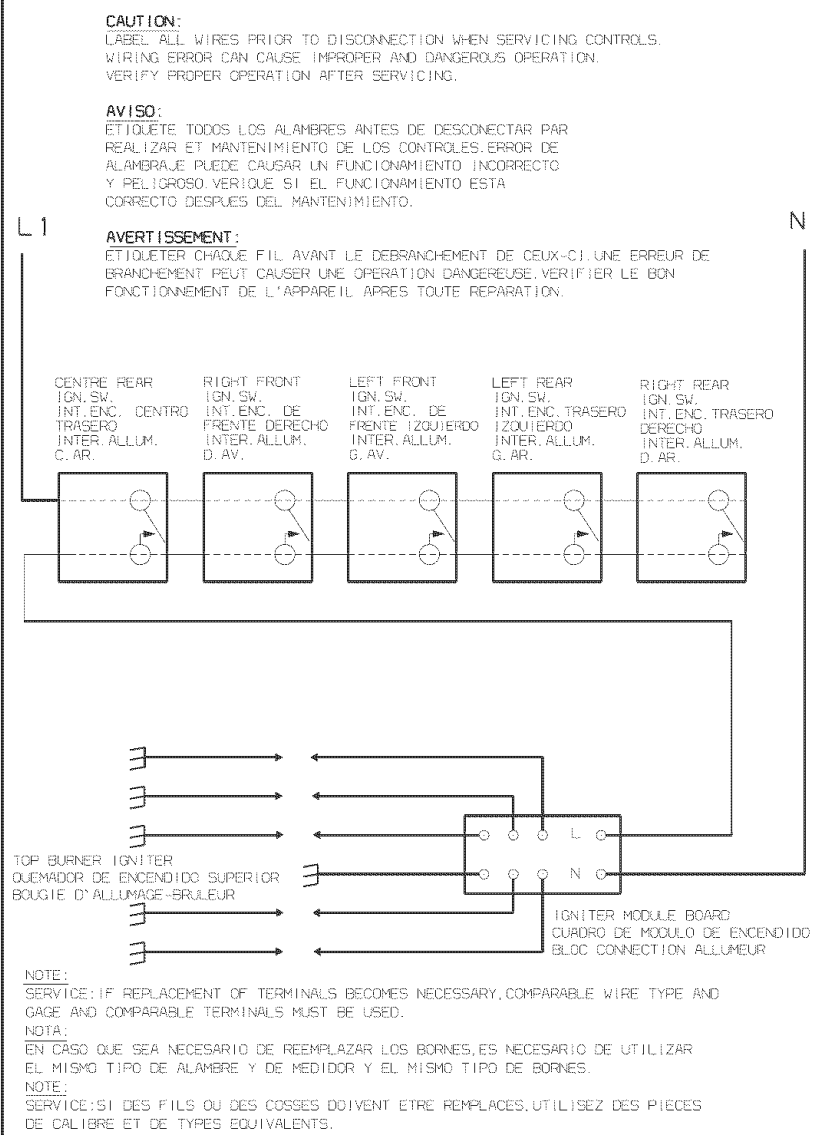 CAUTION:
LABEL ALL WIRES PRIOR TO DISCONNECTION WHEN SERVICING CONTROLS.
WIRING ERROR CAN CAUSE IMPROPER AND DANGEROUS OPERATION.
VERIFY PROPER OPERATION AFTER SERVICING.
AVISO:
ETIQUETE TODOS LOS ALAMBRES ANTES DE DESCONECTAR PAR
REALIZAR ET MANTENIMIENTO DE LOS CONTROLES.ERROR DE
ALAMBRAJE PUEDE CAUSAR UN FUNCIONAMIENTO INCORRECTO
Y PELIGROSO.VERIQUE SI EL FUNCIONAMIENTO ESTA
CORRECTO DESPUES DEL MANTENIMIENTO.
L1
N
AVERTISSEMENT:
ETIQUETER CHAQUE FIL AVANT LE DEBRANCHEMENT DE CEUX-CI.UNE ERREUR DE
BRANCHEMENT PEUT CAUSER UNE OPERATION DANGEREUSE.VERIFIER LE BON
FONCTIONNEMENT DE L'APPAREIL APRES TOUTE REPARATION.
CENTRE REAR
IGN.SW.
INT.ENC. CENTRO
TRASERO
INTER.ALLUM.
C.AR.
RIGHT FRONT
IGN.SW.
INT.ENC. DE
FRENTE DERECHO
INTER.ALLUM.
D.AV.
LEFT FRONT
IGN.SW.
INT.ENC. DE
FRENTE IZQUIERDO
INTER.ALLUM.
G.AV.
LEFT REAR
IGN.SW.
INT.ENC.TRASERO
IZQUIERDO
INTER.ALLUM.
G.AR.
RIGHT REAR
IGN.SW.
INT.ENC.TRASERO
DERECHO
INTER.ALLUM.
D.AR.
L
N
TOP BURNER IGNITER
QUEMADOR DE ENCENDIDO SUPERIOR
BOUGIE D'ALLUMAGE-BRULEUR
IGNITER MODULE BOARD
CUADRO DE MODULO DE ENCENDIDO
BLOC CONNECTION ALLUMEUR
NOTE:
SERVICE:IF REPLACEMENT OF TERMINALS BECOMES NECESSARY,COMPARABLE WIRE TYPE AND
GAGE AND COMPARABLE TERMINALS MUST BE USED.
NOTA:
EN CASO QUE SEA NECESARIO DE REEMPLAZAR LOS BORNES,ES NECESARIO DE UTILIZAR
EL MISMO TIPO DE ALAMBRE Y DE MEDIDOR Y EL MISMO TIPO DE BORNES.
NOTE:
SERVICE:SI DES FILS OU DES COSSES DOIVENT ETRE REMPLACES,UTILISEZ DES PIECES
DE CALIBRE ET DE TYPES EQUIVALENTS.